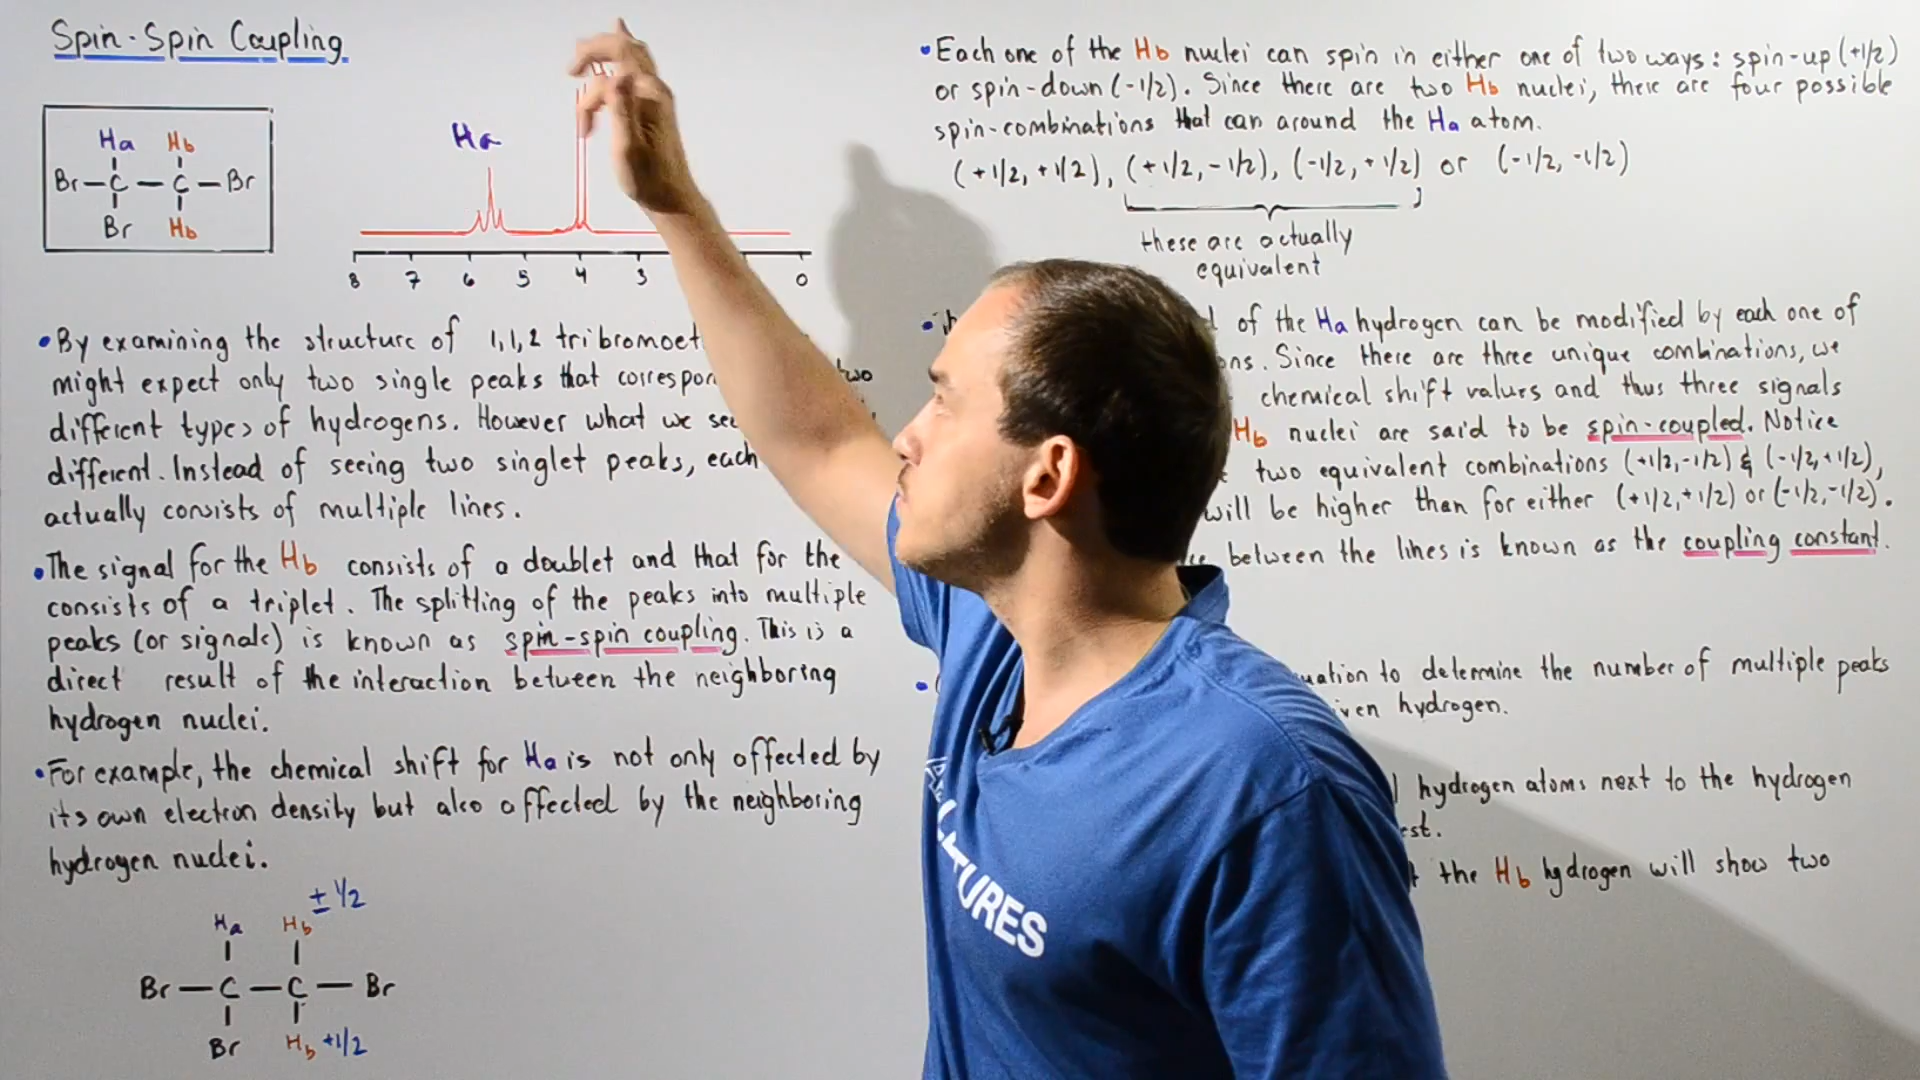 Spin-Spin Coupling
Ha Hb
Br—C—C—Br
Br Hb
Ha
8 7 6 5 4 3 0
•By examining the structure of 1,1,2 tribromoet
might expect only two single peaks that correspon two
different types of hydrogens. However what we see
different. Instead of seeing two singlet peaks, each
actually consists of multiple lines.
•The signal for the Hb consists of a doublet and that for the
consists of a triplet. The splitting of the peaks into multiple
peaks (or signals) is known as spin-spin coupling. This is a
direct result of the interaction between the neighboring
hydrogen nuclei.
•For example, the chemical shift for Ha is not only affected by
its own electron density but also affected by the neighboring
hydrogen nuclei.
± 1/2
Ha Hb
Br—C—C—Br
Br Hb +1/2
•Each one of the Hb nuclei can spin in either one of two ways: spin-up (+1/2)
or spin-down (-1/2). Since there are two Hb nuclei, there are four possible
spin-combinations that can around the Ha atom.
(+1/2, +1/2), (+1/2, -1/2), (-1/2, +1/2) or (-1/2, -1/2)
these are actually
equivalent
of the Ha hydrogen can be modified by each one of
ons. Since there are three unique combinations, we
chemical shift values and thus three signals
Hb nuclei are said to be spin-coupled. Notice
two equivalent combinations (+1/2,-1/2) & (-1/2,+1/2),
will be higher than for either (+1/2,+1/2) or (-1/2,-1/2).
between the lines is known as the coupling constant.
uation to determine the number of multiple peaks
iven hydrogen.
hydrogen atoms next to the hydrogen
est.
the Hb hydrogen will show two
URES